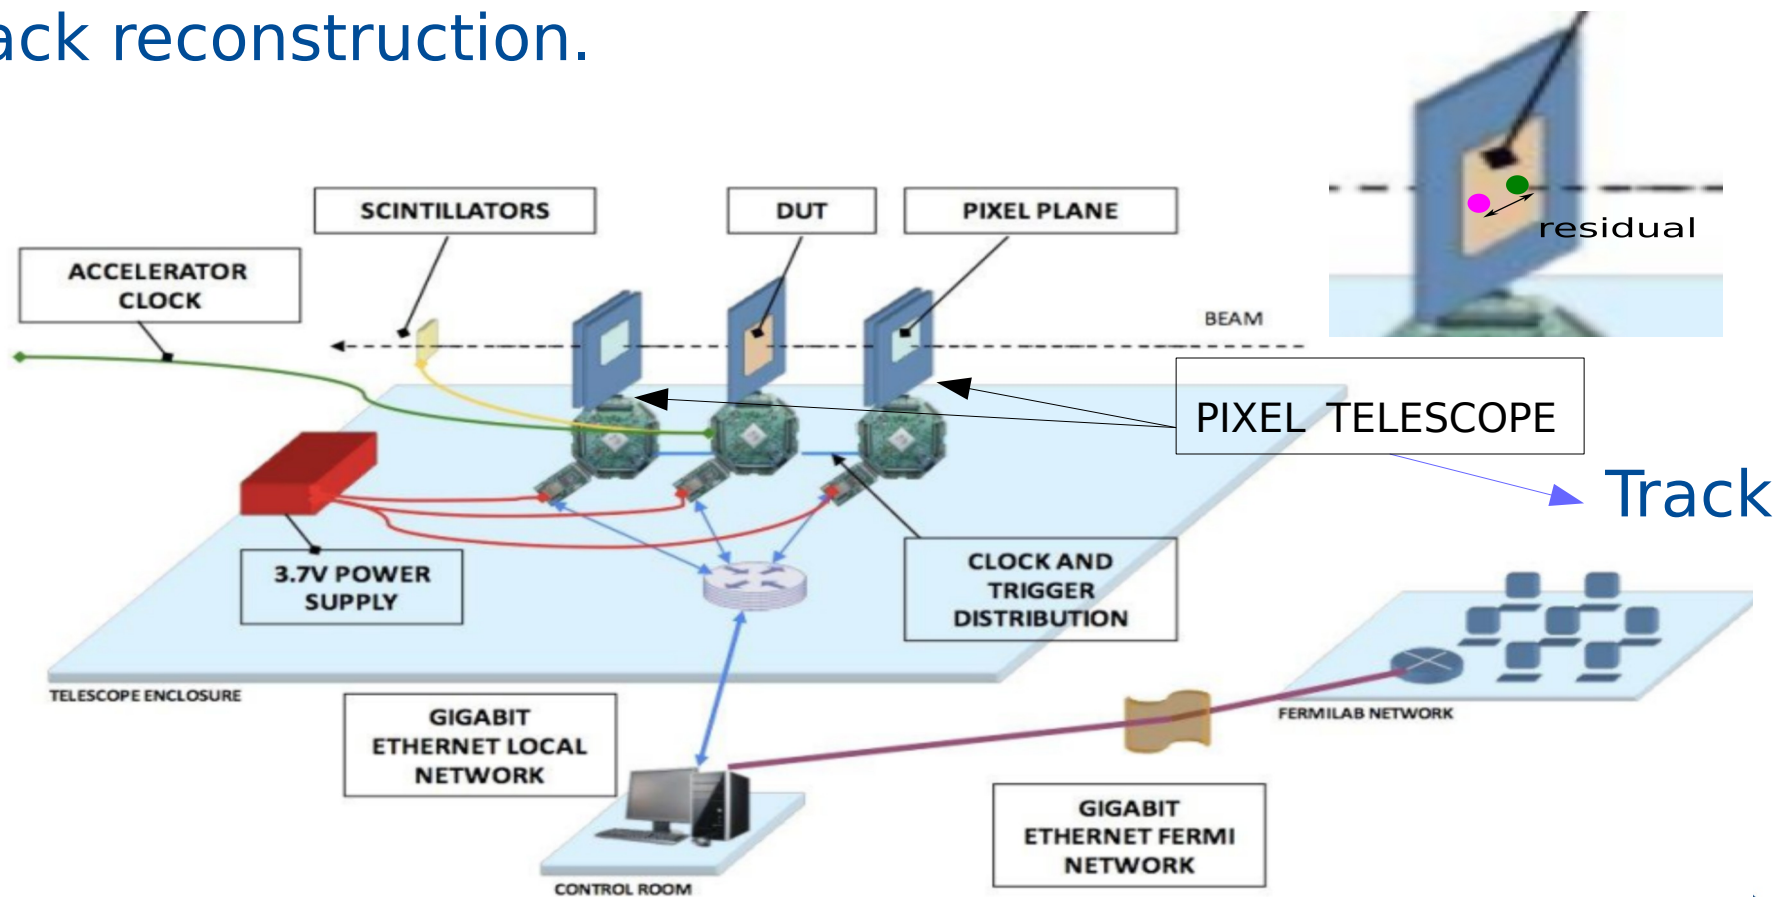 ack reconstruction.
SCINTILLATORS
DUT
PIXEL PLANE
residual
ACCELERATOR
CLOCK
BEAM
PIXEL TELESCOPE
Track
3.7V POWER
SUPPLY
CLOCK AND
TRIGGER
DISTRIBUTION
TELESCOPE ENCLOSURE
GIGABIT
ETHERNET LOCAL
NETWORK
FERMILAB NETWORK
GIGABIT
ETHERNET FERMI
NETWORK
CONTROL ROOM